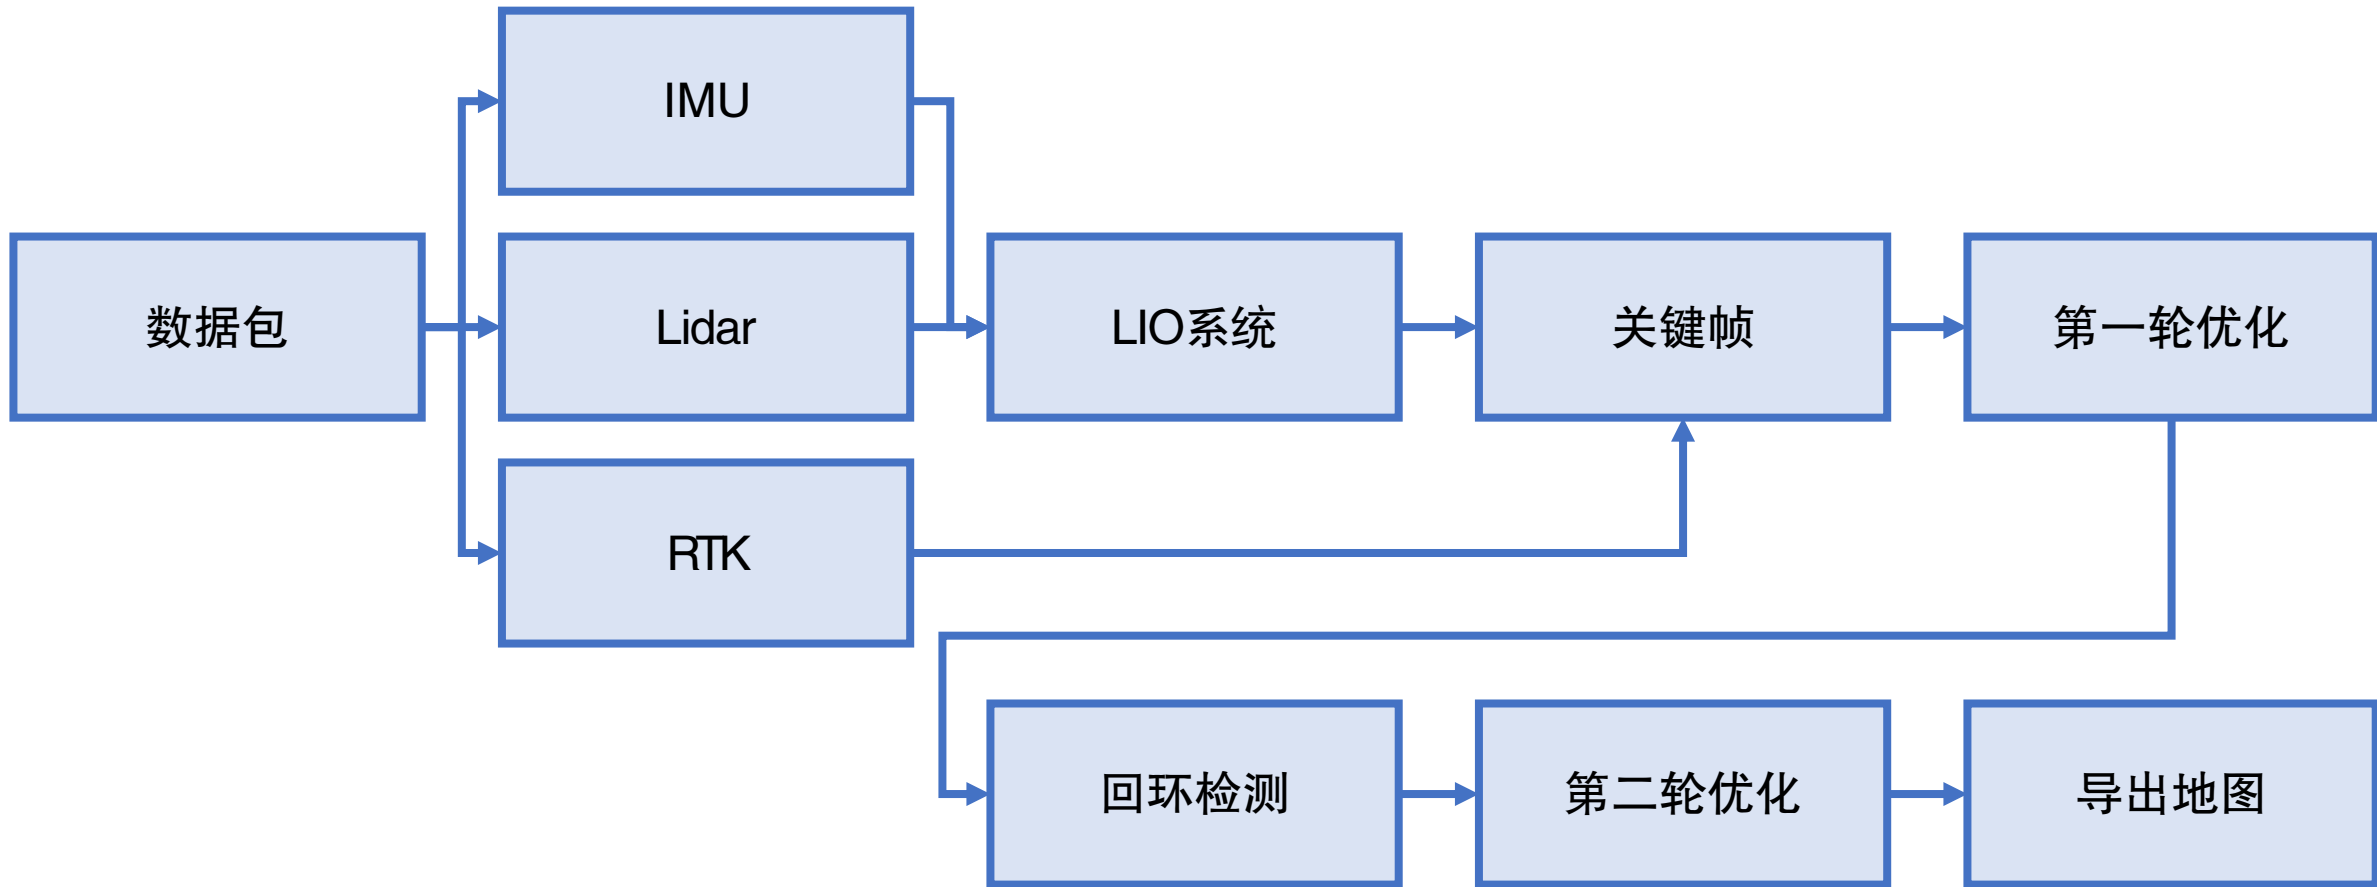 数据包
IMU
Lidar
RTK
LIO系统
关键帧
第一轮优化
回环检测
第二轮优化
导出地图